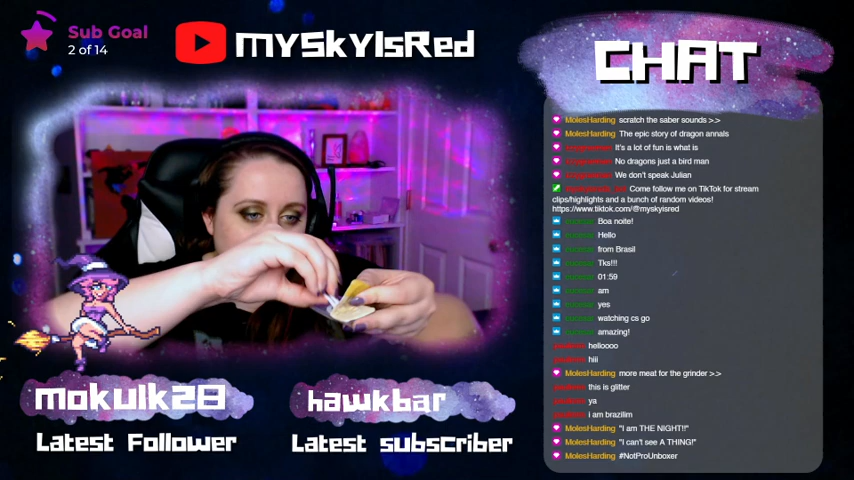 Sub Goal
2 of 14
MYSkYIsRed
CHAT
MolesHarding scratch the saber sounds >.>
MolesHarding The epic story of dragon annals
It's a lot of fun is what is
No dragons just a bird man
We don't speak Julian
Come follow me on TikTok for stream
clips/highlights and a bunch of random videos!
https://www.tiktok.com/@myskyisred
Boa noite!
Hello
from Brasil
Tks!!!
01:59
am
yes
watching cs go
amazing!
helloooo
hiii
MolesHarding more meat for the grinder >.>
this is glitter
ya
i am brazilim
MolesHarding "I am THE NIGHT!!"
MolesHarding "I can't see A THING!"
MolesHarding #NotProUnboxer
mokulk28
Latest Follower
hawkbar
Latest subscriber